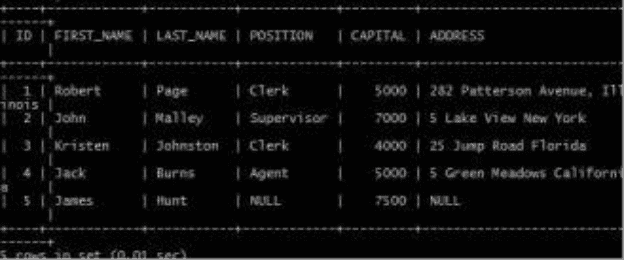 | ID | FIRST_NAME | LAST_NAME | POSITION | CAPITAL | ADDRESS
|
| 1 | Robert | Page | Clerk | 5000 | 282 Patterson Avenue, Ill
inois |
| 2 | John | Malley | Supervisor | 7000 | 5 Lake View New York
|
| 3 | Kristen | Johnston | Clerk | 4000 | 25 Jump Road Florida
|
| 4 | Jack | Burns | Agent | 5000 | 5 Green Meadows Californi
a |
| 5 | James | Hunt | NULL | 7500 | NULL
|
5 rows in set (0.01 sec)